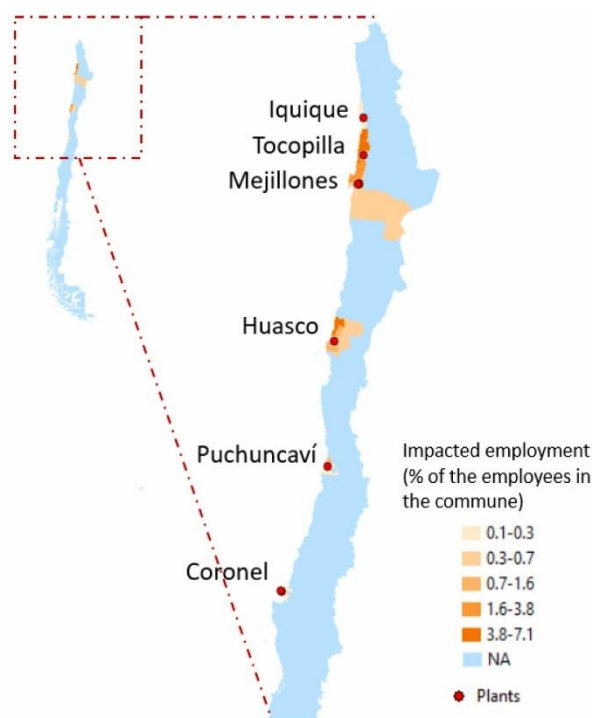 Iquique
Tocopilla
Mejillones
Huasco
Puchuncaví
Coronel
Impacted employment
(% of the employees in
the commune)
0.1-0.3
0.3-0.7
0.7-1.6
1.6-3.8
3.8-7.1
NA
Plants